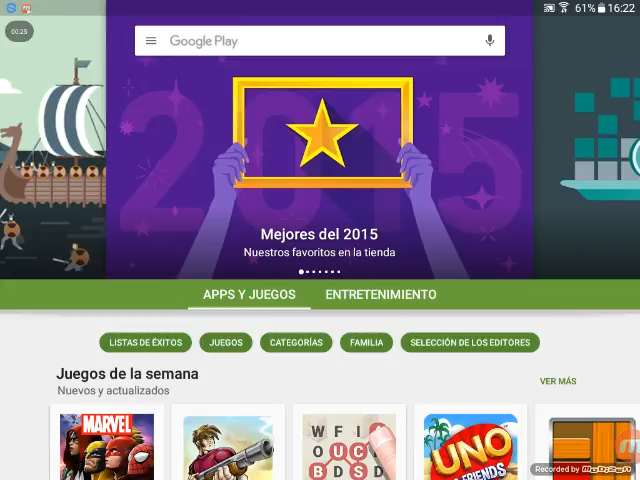 61% 16:22
00:25
Google Play
2015
Mejores del 2015
Nuestros favoritos en la tienda
APPS Y JUEGOS ENTRETENIMIENTO
LISTAS DE ÉXITOS JUEGOS CATEGORÍAS FAMILIA SELECCIÓN DE LOS EDITORES
Juegos de la semana
VER MÁS
Nuevos y actualizados
MARVEL
W F I
O U C
B D S D
UNO
& FRIENDS
Recorded by Mobizen